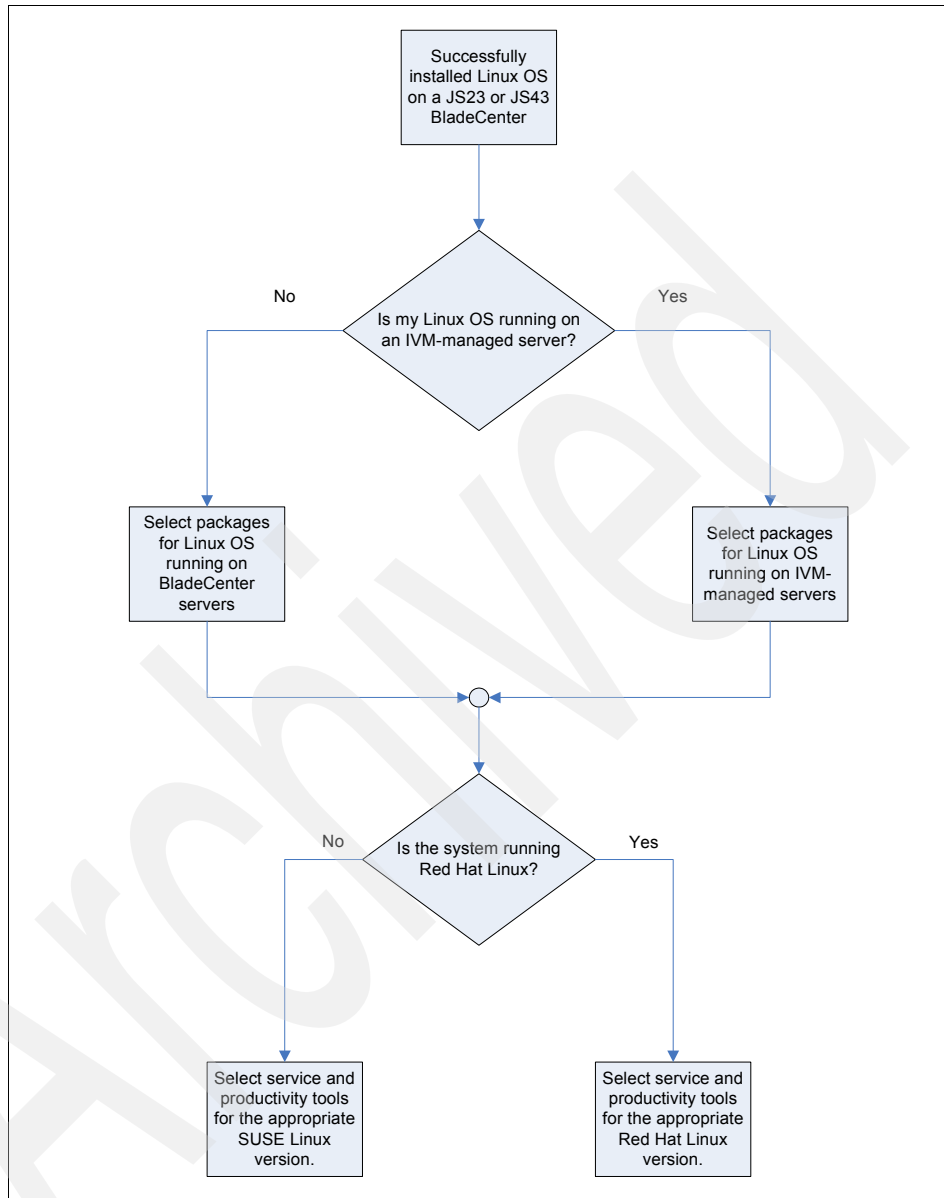 Successfully
installed Linux OS
on a JS23 or JS43
BladeCenter
No
Yes
Is my Linux OS running on
an IVM-managed server?
Select packages
for Linux OS
running on
BladeCenter
servers
Select packages
for Linux OS
running on IVM-
managed servers
No
Yes
Is the system running
Red Hat Linux?
Select service and
productivity tools
for the appropriate
SUSE Linux
version.
Select service and
productivity tools
for the appropriate
Red Hat Linux
version.
Archived